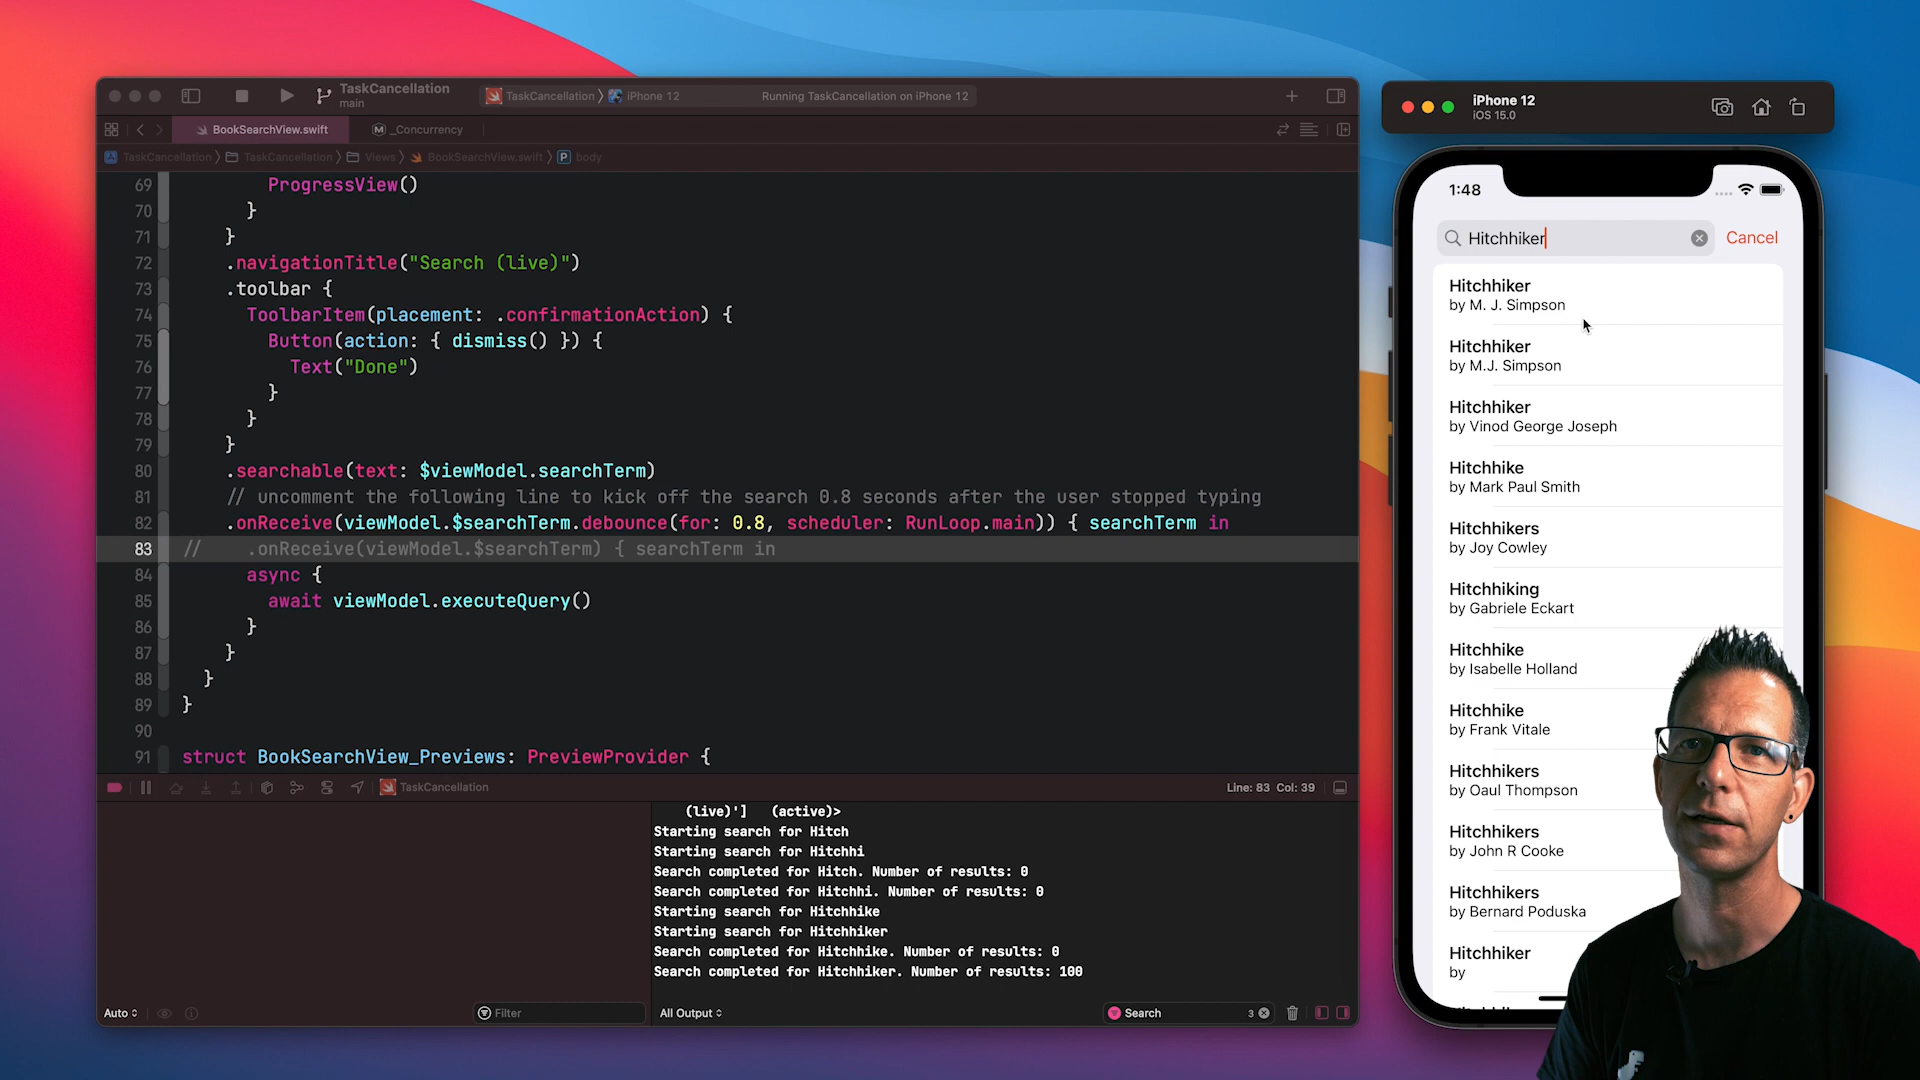 TaskCancellation
main
TaskCancellation
iPhone 12
Running TaskCancellation on iPhone 12
BookSearchView.swift
M _Concurrency
TaskCancellation
TaskCancellation
Views
BookSearchView.swift
P body
69 ProgressView()
70 }
71 }
72 .navigationTitle("Search (live)")
73 .toolbar {
74 ToolbarItem(placement: .confirmationAction) {
75 Button(action: { dismiss() }) {
76 Text("Done")
77 }
78 }
79 }
80 .searchable(text: $viewModel.searchTerm)
81 // uncomment the following line to kick off the search 0.8 seconds after the user stopped typing
82 .onReceive(viewModel.$searchTerm.debounce(for: 0.8, scheduler: RunLoop.main)) { searchTerm in
83 // .onReceive(viewModel.$searchTerm) { searchTerm in
84 async {
85 await viewModel.executeQuery()
86 }
87 }
88 }
89 }
90
91 struct BookSearchView_Previews: PreviewProvider {
TaskCancellation
Line: 83 Col: 39
(live)'] (active)>
Starting search for Hitch
Starting search for Hitchhi
Search completed for Hitch. Number of results: 0
Search completed for Hitchhi. Number of results: 0
Starting search for Hitchhike
Starting search for Hitchhiker
Search completed for Hitchhike. Number of results: 0
Search completed for Hitchhiker. Number of results: 100
Auto
Filter
All Output
Search
3
iPhone 12
iOS 15.0
1:48
Hitchhiker
Cancel
Hitchhiker
by M. J. Simpson
Hitchhiker
by M.J. Simpson
Hitchhiker
by Vinod George Joseph
Hitchhike
by Mark Paul Smith
Hitchhikers
by Joy Cowley
Hitchhiking
by Gabriele Eckart
Hitchhike
by Isabelle Holland
Hitchhike
by Frank Vitale
Hitchhikers
by Oaul Thompson
Hitchhikers
by John R Cooke
Hitchhikers
by Bernard Poduska
Hitchhiker
by